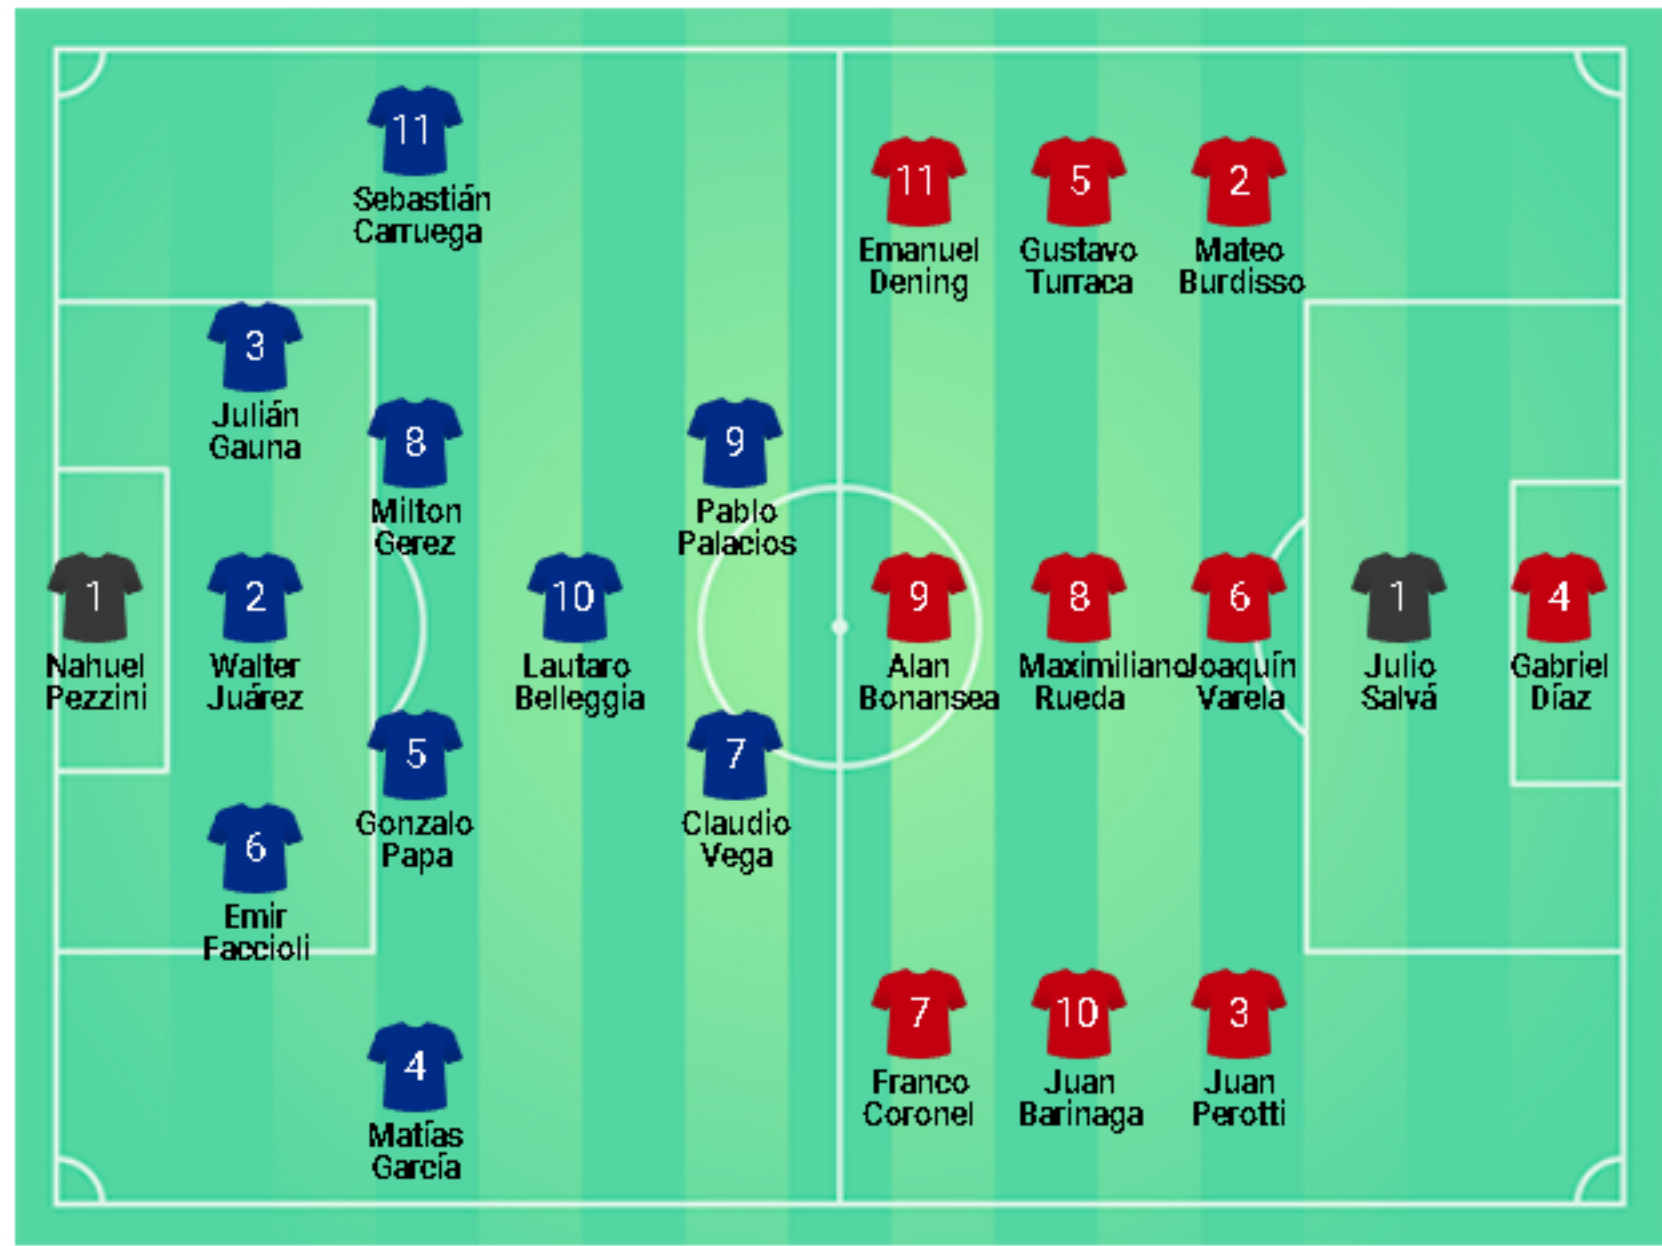 11
Sebastián
Carruega
3
Julián
Gauna
8
Milton
Gerez
9
Pablo
Palacios
1
Nahuel
Pezzini
2
Walter
Juárez
10
Lautaro
Belleggia
5
Gonzalo
Papa
7
Claudio
Vega
6
Emir
Faccioli
4
Matías
García
11
Emanuel
Dening
5
Gustavo
Turraca
2
Mateo
Burdisso
9
Alan
Bonansea
8
Maximiliano
Rueda
6
Joaquín
Varela
1
Julio
Salvá
4
Gabriel
Díaz
7
Franco
Coronel
10
Juan
Barinaga
3
Juan
Perotti